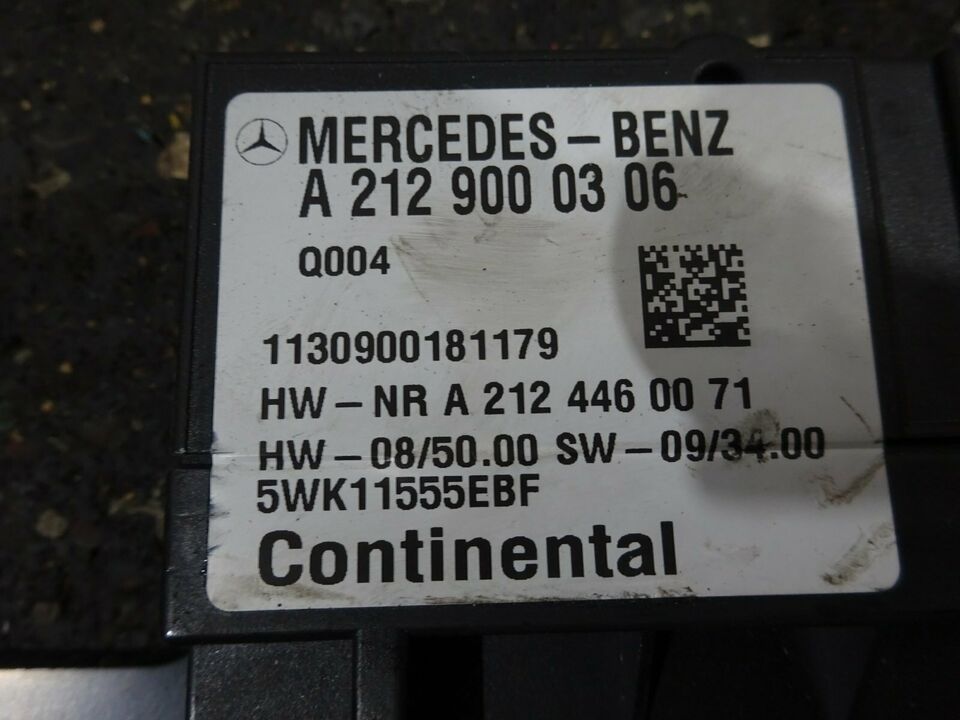 MERCEDES-BENZ
A 212 900 03 06
Q004
1130900181179
HW-NR A 212 446 00 71
HW-08/50.00 SW-09/34.00
5WK11555EBF
Continental